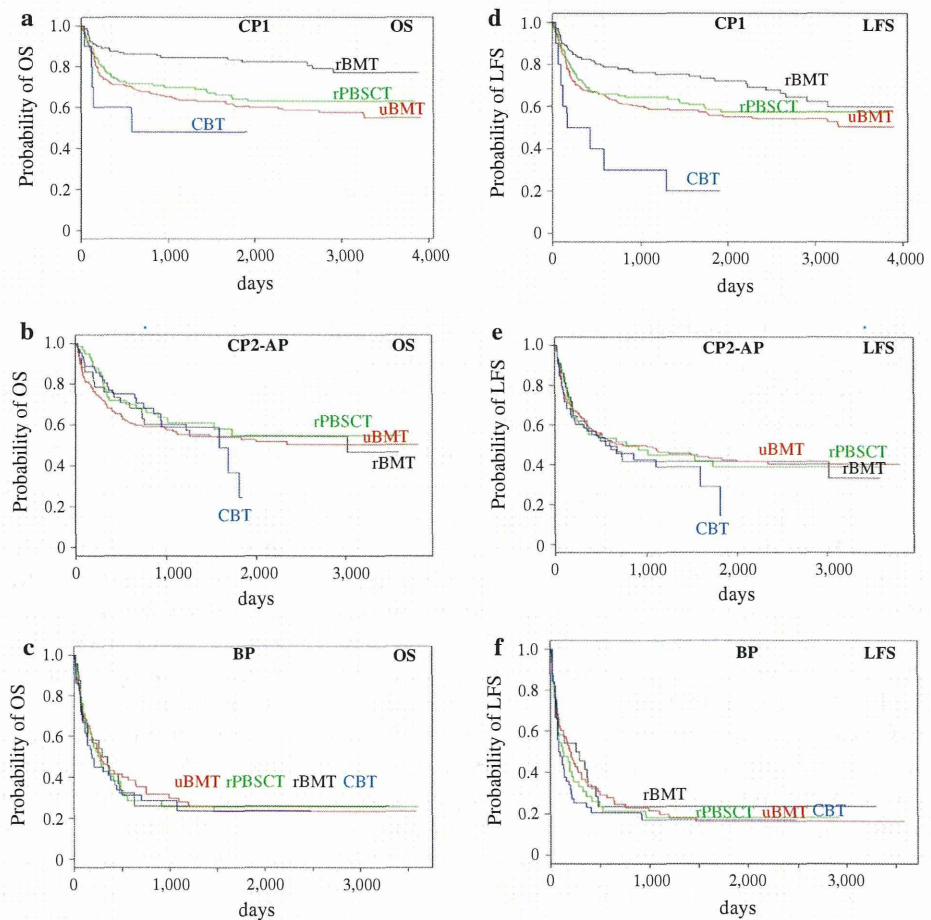 a
CP1
OS
Probability of OS
1.0
0.8
0.6
0.4
0.2
0
rBMT
rPBSCT
uBMT
CBT
0 1,000 2,000 3,000 4,000
days
d
CP1
LFS
Probability of LFS
1.0
0.8
0.6
0.4
0.2
0
rBMT
rPBSCT
uBMT
CBT
0 1,000 2,000 3,000 4,000
days
b
CP2-AP
OS
Probability of OS
1.0
0.8
0.6
0.4
0.2
0
rPBSCT
uBMT
rBMT
CBT
0 1,000 2,000 3,000
days
e
CP2-AP
LFS
Probability of LFS
1.0
0.8
0.6
0.4
0.2
0
uBMT
rPBSCT
rBMT
CBT
0 1,000 2,000 3,000
days
c
BP
OS
Probability of OS
1.0
0.8
0.6
0.4
0.2
0
uBMT rPBSCT rBMT CBT
0 1,000 2,000 3,000
days
f
BP
LFS
Probability of LFS
1.0
0.8
0.6
0.4
0.2
0
rBMT
rPBSCT uBMT CBT
0 1,000 2,000 3,000
days